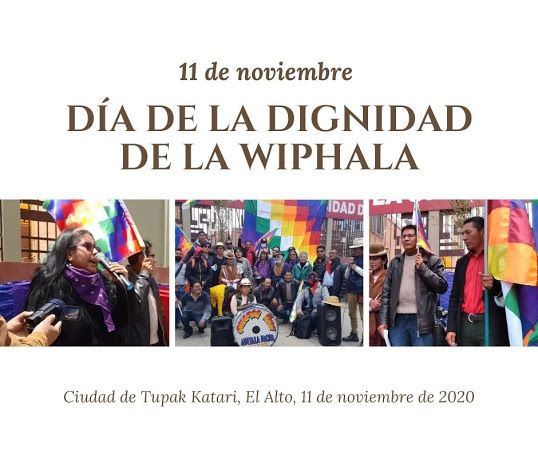 11 de noviembre
DÍA DE LA DIGNIDAD
DE LA WIPHALA
Ciudad de Tupak Katari, El Alto, 11 de noviembre de 2020